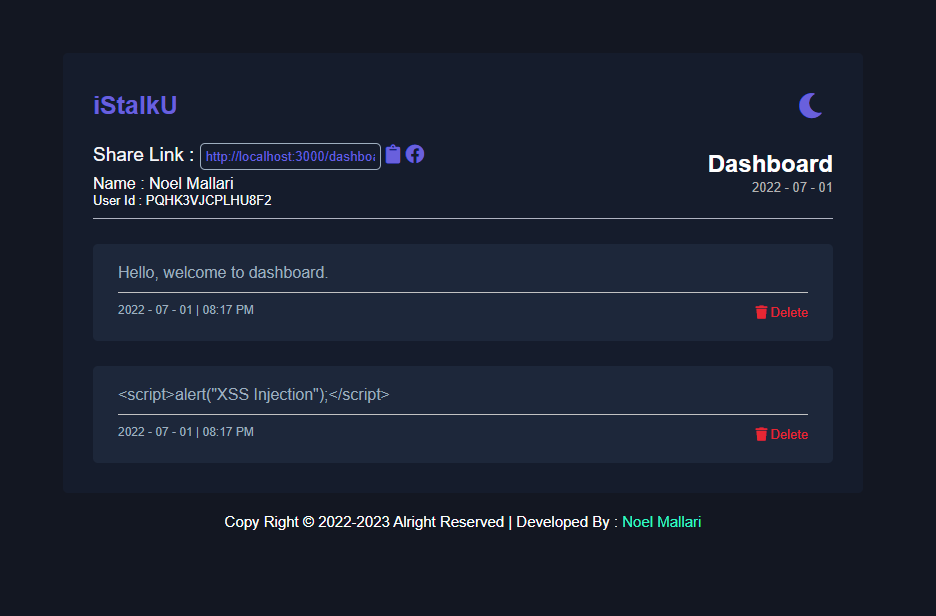 iStalkU
Share Link : http://localhost:3000/dashboa
Dashboard
2022 - 07 - 01
Name : Noel Mallari
User Id : PQHK3VJCPLHU8F2
Hello, welcome to dashboard.
2022 - 07 - 01 | 08:17 PM
Delete
<script>alert("XSS Injection");</script>
2022 - 07 - 01 | 08:17 PM
Delete
Copy Right © 2022-2023 Alright Reserved | Developed By : Noel Mallari